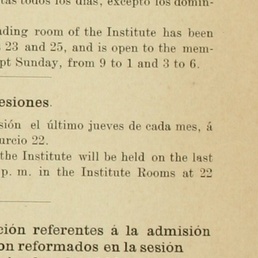 tas todos los días, excepto los domin-
ding room of the Institute has been
23 and 25, and is open to the mem-
pt Sunday, from 9 to 1 and 3 to 6.
esiones.
sión el último jueves de cada mes, á
urcio 22.
the Institute will be held on the last
p. m. in the Institute Rooms at 22
ción referentes á la admisión
on reformados en la sesión